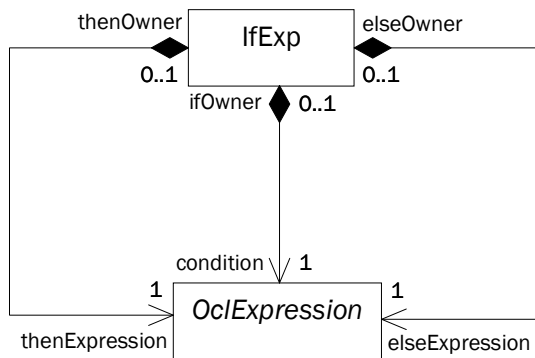 thenOwner
IfExp
elseOwner
0..1
0..1
ifOwner
0..1
condition
1
1
OclExpression
1
thenExpression
elseExpression